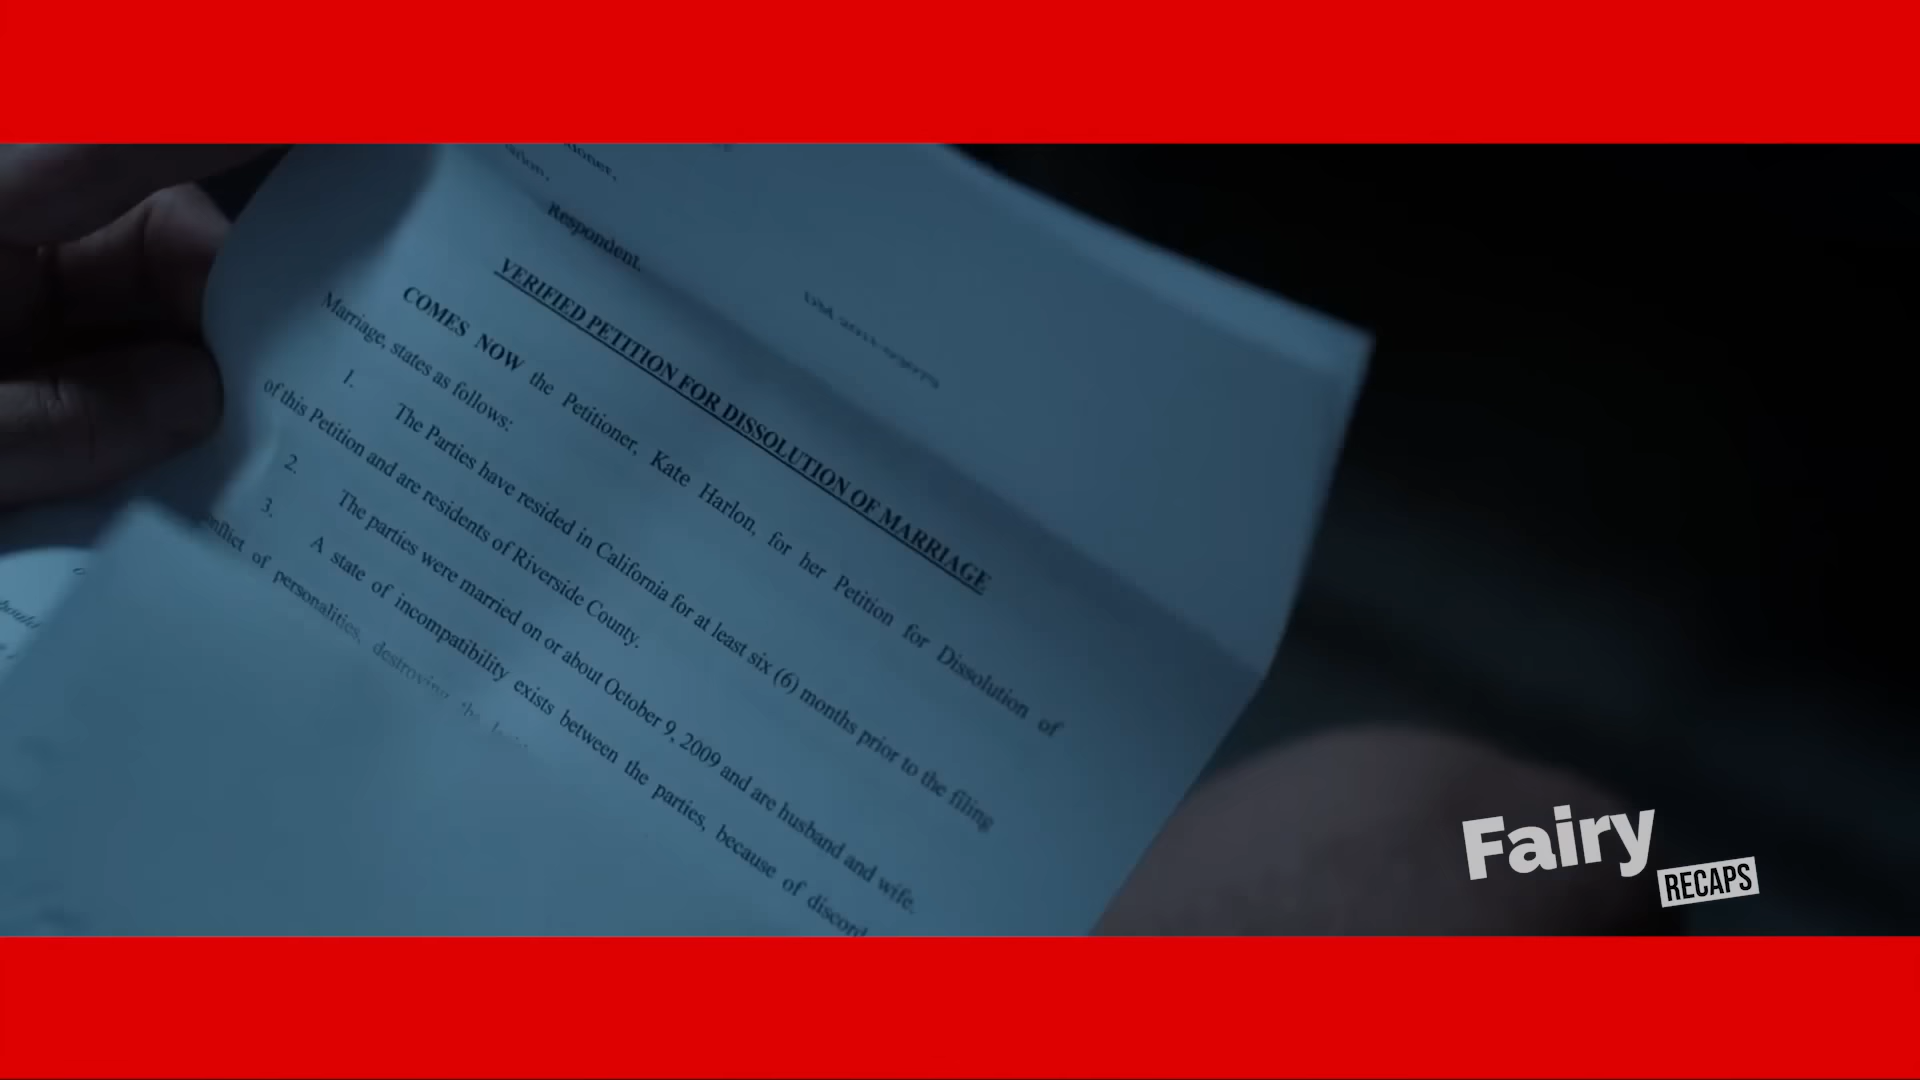 Respondent.
VERIFIED PETITION FOR DISSOLUTION OF MARRIAGE
COMES NOW the Petitioner, Kate Harlon, for her Petition for Dissolution of
Marriage, states as follows:
1. The Parties have resided in California for at least six (6) months prior to the filing
of this Petition and are residents of Riverside County.
2. The parties were married on or about October 9, 2009 and are husband and wife.
3. A state of incompatibility exists between the parties, because of discord
conflict of personalities, destroying the
Fairy
RECAPS